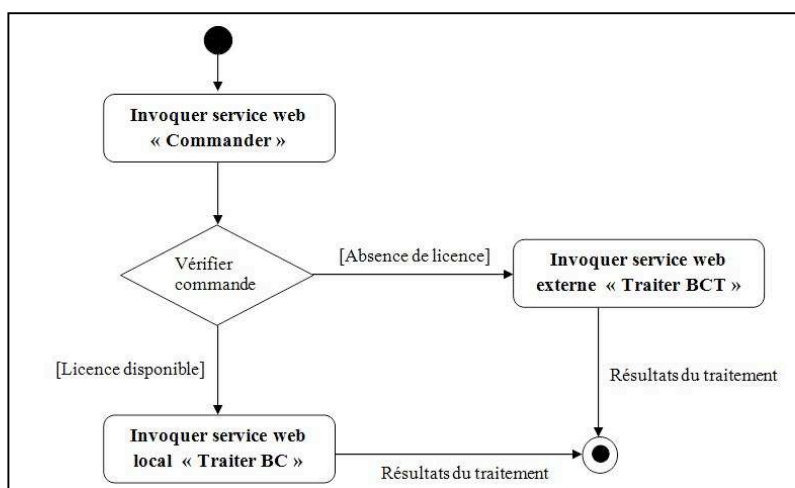 Invoquer service web
« Commander »
Vérifier
commande
[Absence de licence]
Invoquer service web
externe « Traiter BCT »
[Licence disponible]
Résultats du traitement
Invoquer service web
local « Traiter BC »
Résultats du traitement